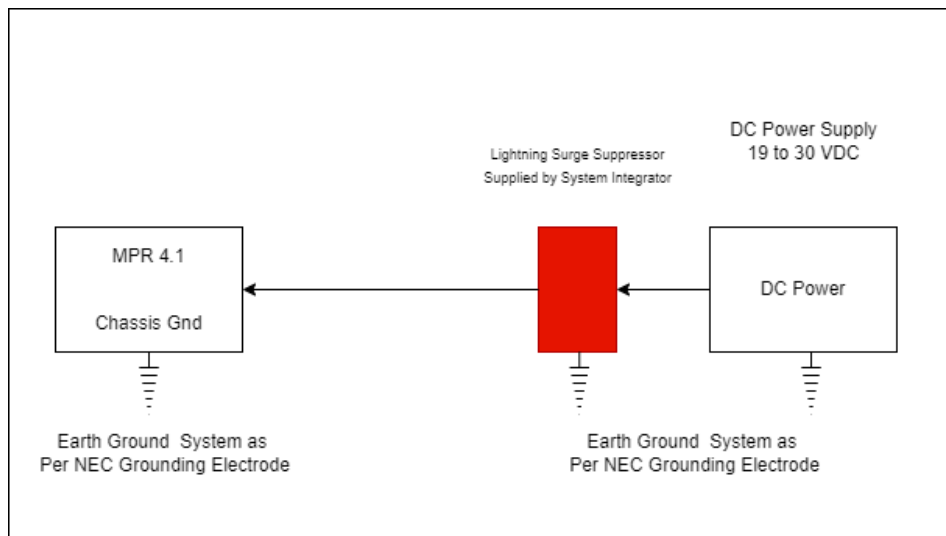 DC Power Supply
19 to 30 VDC
Lightning Surge Suppressor
Supplied by System Integrator
MPR 4.1
Chassis Gnd
DC Power
Earth Ground System as
Per NEC Grounding Electrode
Earth Ground System as
Per NEC Grounding Electrode